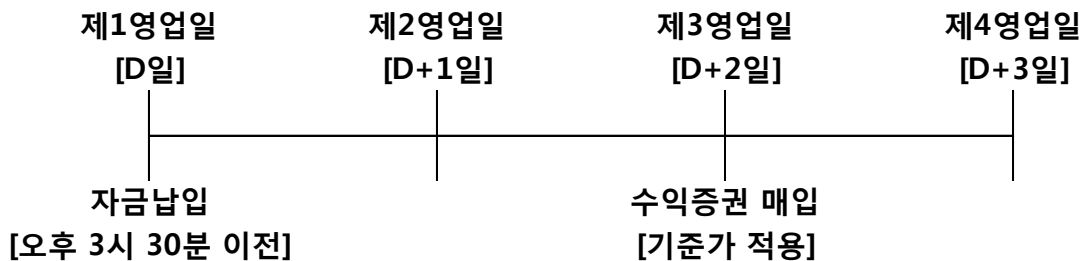 제1영업일 제2영업일 제3영업일 제4영업일
[D일] [D+1일] [D+2일] [D+3일]
자금납입 수익증권 매입
[오후 3시 30분 이전] [기준가 적용]